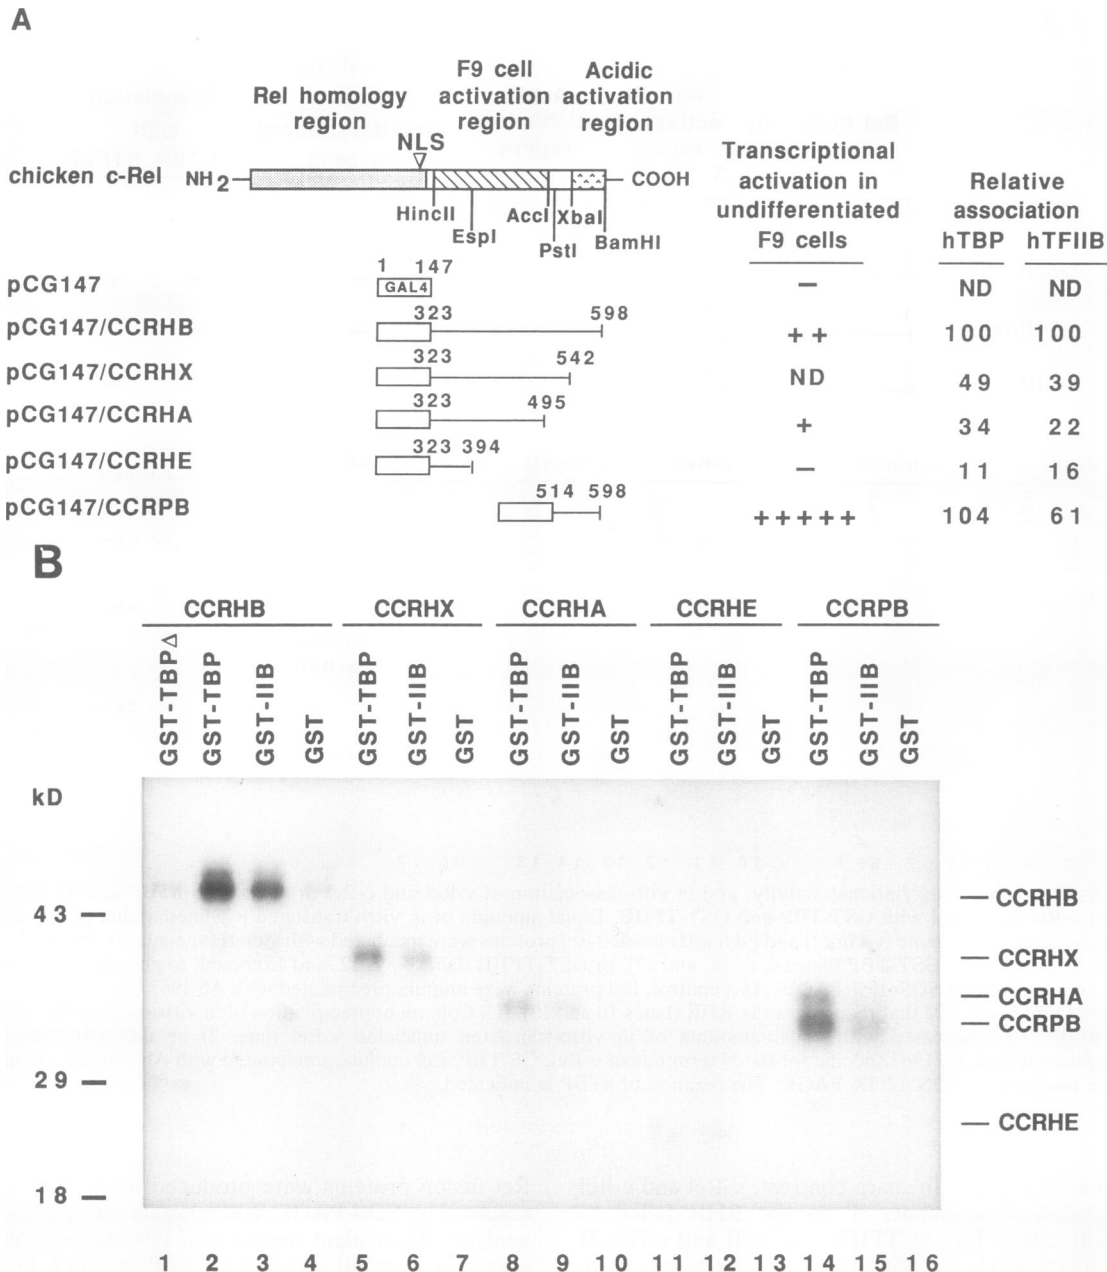 A
Rel homology region
F9 cell activation region
Acidic activation region
NLS
chicken c-Rel
NH2
COOH
HincII
EspI
AccI
PstI
XbaI
BamHI
Transcriptional activation in undifferentiated F9 cells
Relative association
hTBP hTFIIB
pCG147 1 147 GAL4 – ND ND
pCG147/CCRHB 323 598 ++ 100 100
pCG147/CCRHX 323 542 ND 49 39
pCG147/CCRHA 323 495 + 34 22
pCG147/CCRHE 323 394 – 11 16
pCG147/CCRPB 514 598 +++++ 104 61
B
CCRHB CCRHX CCRHA CCRHE CCRPB
GST-TBPΔ
GST-TBP
GST-IIB
GST
GST-TBP
GST-IIB
GST
GST-TBP
GST-IIB
GST
GST-TBP
GST-IIB
GST
GST-TBP
GST-IIB
GST
kD
43 –
29 –
18 –
– CCRHB
– CCRHX
– CCRHA
– CCRPB
– CCRHE
1 2 3 4 5 6 7 8 9 10 11 12 13 14 15 16